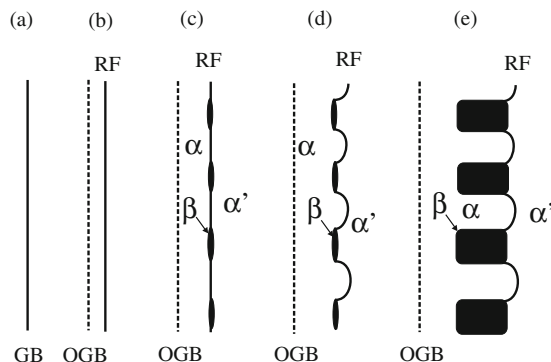 (a) (b) (c) (d) (e)
RF RF RF RF
α α
α'
β β α'
β α α'
GB OGB OGB OGB OGB